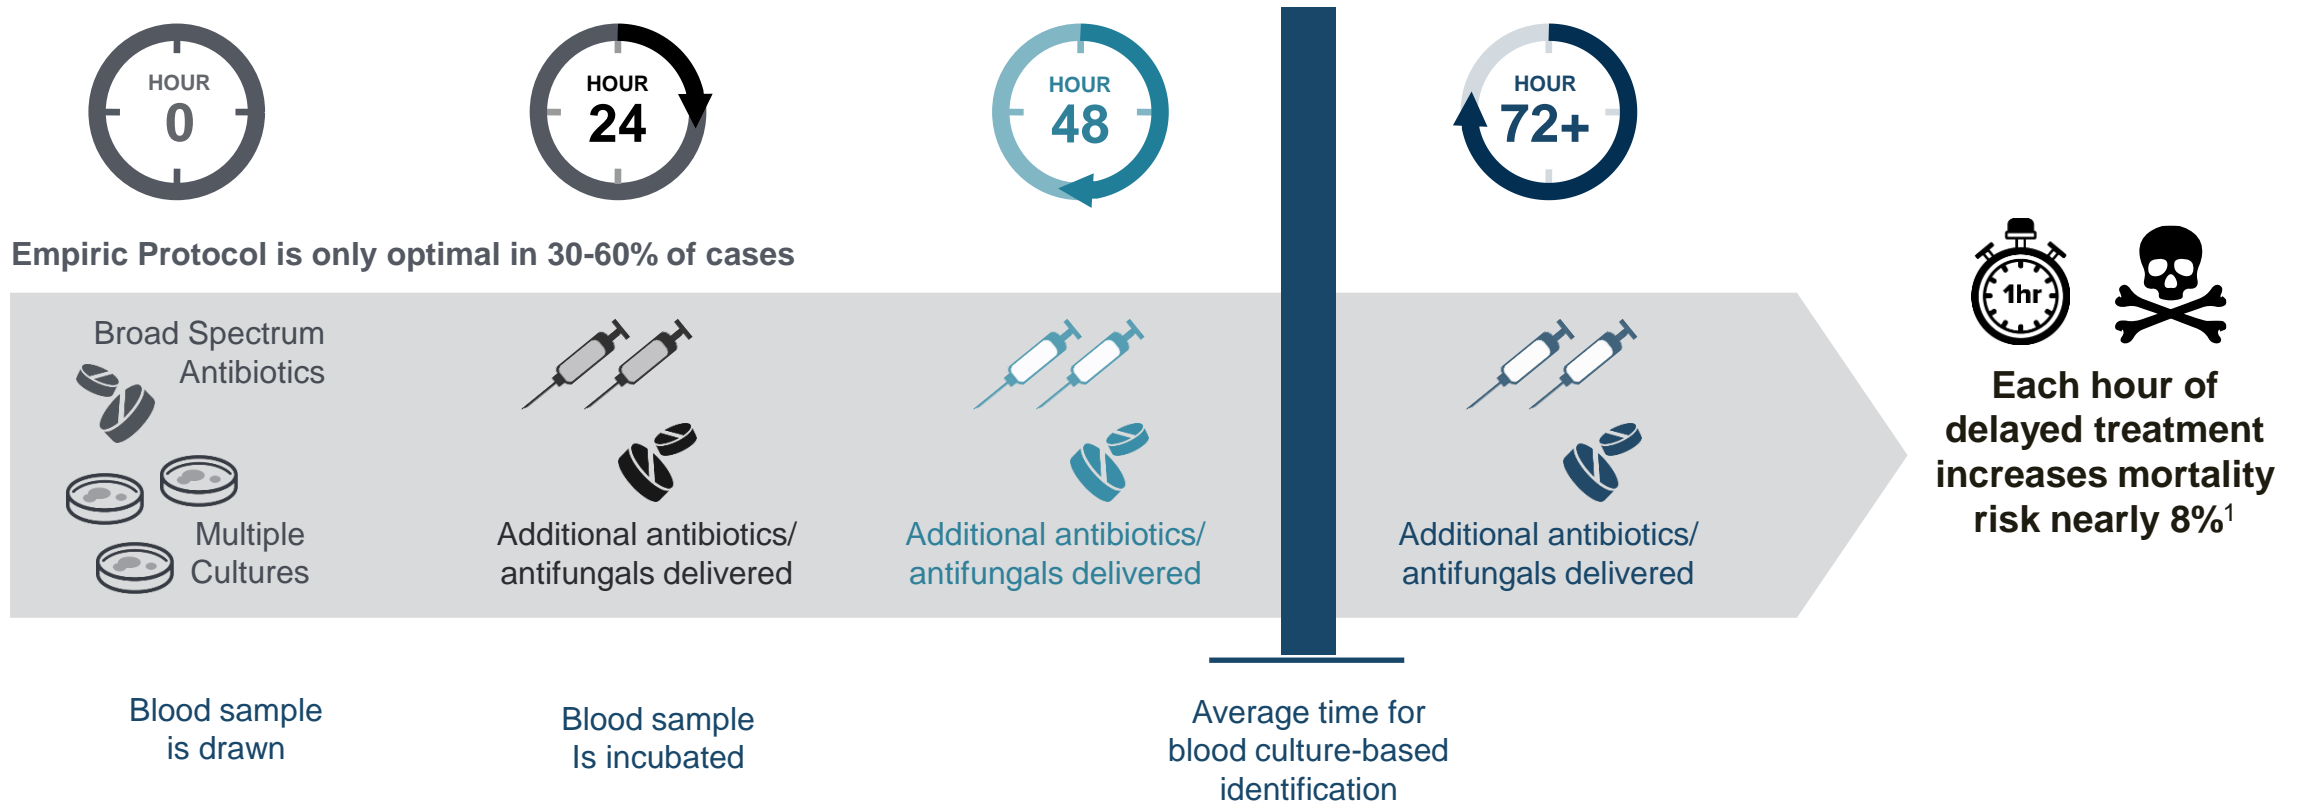 HOUR
0
HOUR
24
HOUR
48
HOUR
72+
Empiric Protocol is only optimal in 30-60% of cases
Broad Spectrum
Antibiotics
Multiple
Cultures
Additional antibiotics/
antifungals delivered
Additional antibiotics/
antifungals delivered
Additional antibiotics/
antifungals delivered
1hr
Each hour of
delayed treatment
increases mortality
risk nearly 8%¹
Blood sample
is drawn
Blood sample
Is incubated
Average time for
blood culture-based
identification